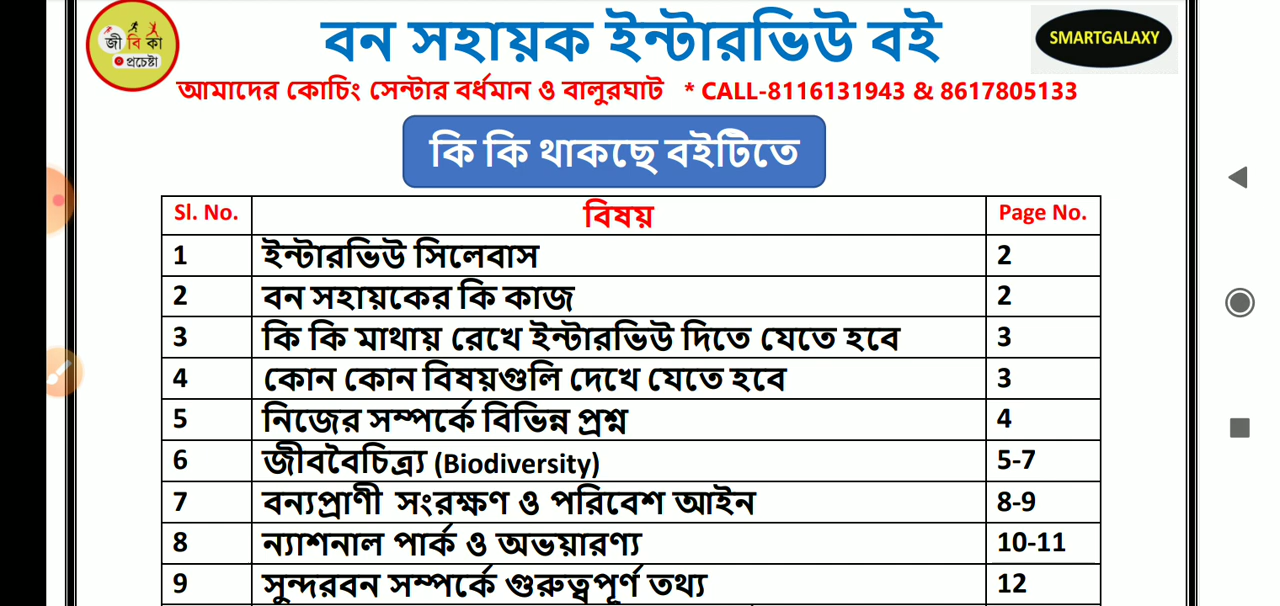 জীবিকা
প্রচেষ্টা
বন সহায়ক ইন্টারভিউ বই
SMARTGALAXY
আমাদের কোচিং সেন্টার বর্ধমান ও বালুরঘাট * CALL-8116131943 & 8617805133
কি কি থাকছে বইটিতে
Sl. No. বিষয় Page No.
1 ইন্টারভিউ সিলেবাস 2
2 বন সহায়কের কি কাজ 2
3 কি কি মাথায় রেখে ইন্টারভিউ দিতে যেতে হবে 3
4 কোন কোন বিষয়গুলি দেখে যেতে হবে 3
5 নিজের সম্পর্কে বিভিন্ন প্রশ্ন 4
6 জীববৈচিত্র্য (Biodiversity) 5-7
7 বন্যপ্রাণী সংরক্ষণ ও পরিবেশ আইন 8-9
8 ন্যাশনাল পার্ক ও অভয়ারণ্য 10-11
9 সুন্দরবন সম্পর্কে গুরুত্বপূর্ণ তথ্য 12